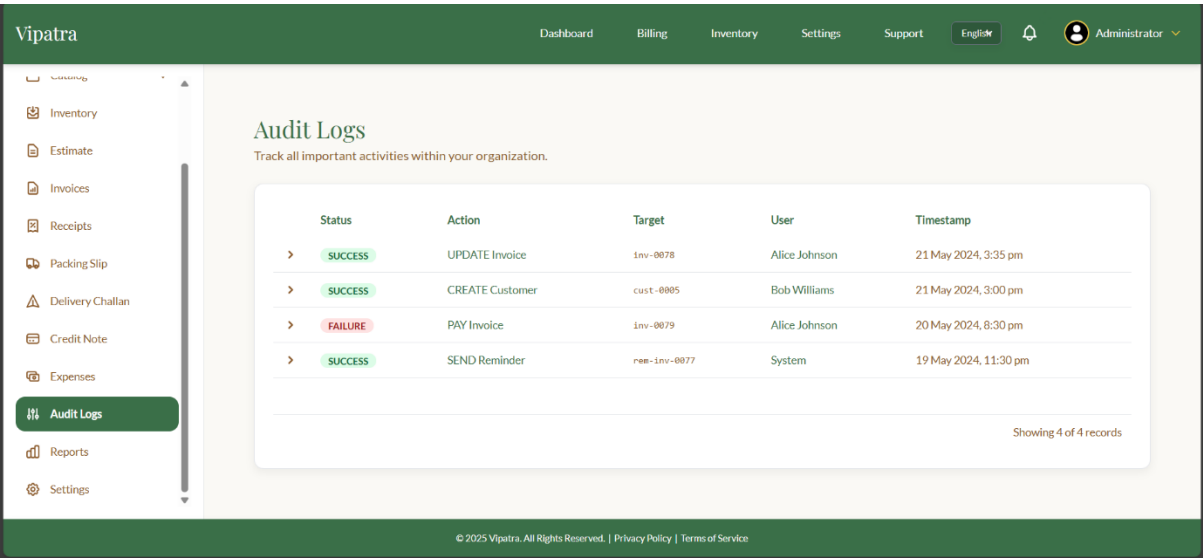 Vipatra
Dashboard Billing Inventory Settings Support English Administrator
Catalog
Inventory
Estimate
Invoices
Receipts
Packing Slip
Delivery Challan
Credit Note
Expenses
Audit Logs
Reports
Settings
Audit Logs
Track all important activities within your organization.
Status Action Target User Timestamp
SUCCESS UPDATE Invoice inv-0078 Alice Johnson 21 May 2024, 3:35 pm
SUCCESS CREATE Customer cust-0005 Bob Williams 21 May 2024, 3:00 pm
FAILURE PAY Invoice inv-0079 Alice Johnson 20 May 2024, 8:30 pm
SUCCESS SEND Reminder rem-inv-0077 System 19 May 2024, 11:30 pm
Showing 4 of 4 records
© 2025 Vipatra. All Rights Reserved. | Privacy Policy | Terms of Service